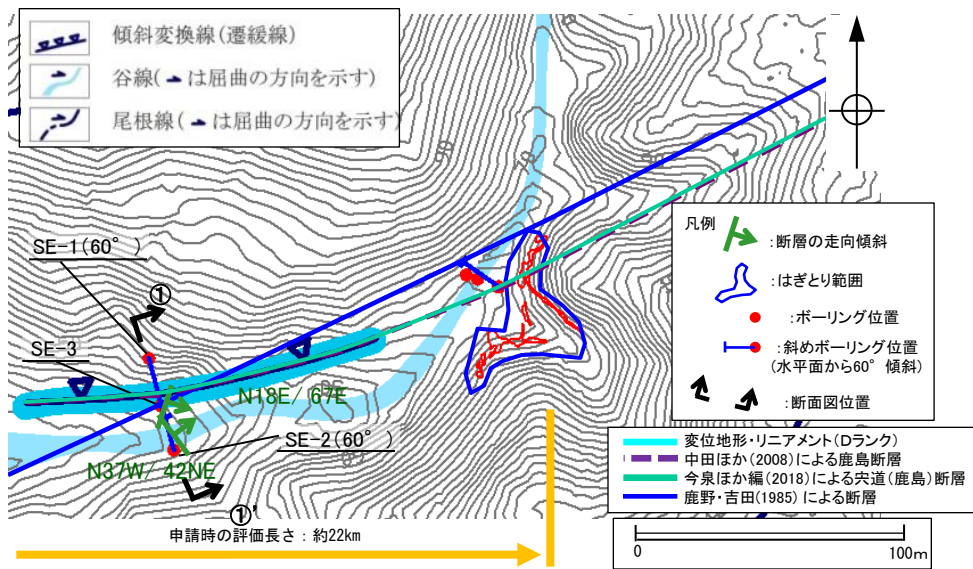 傾斜変換線(遷緩線)
谷線(は屈曲の方向を示す)
尾根線(は屈曲の方向を示す)
SE-1(60°)
①
SE-3
N18E/ 67E
SE-2(60°)
N37W/ 42NE
①'
申請時の評価長さ：約22km
凡例
:断層の走向傾斜
:はぎとり範囲
:ボーリング位置
:斜めボーリング位置
(水平面から60°傾斜)
:断面図位置
変位地形・リニアメント(Dランク)
中田ほか(2008)による鹿島断層
今泉ほか編(2018)による宍道(鹿島)断層
鹿野・吉田(1985)による断層
0
100m